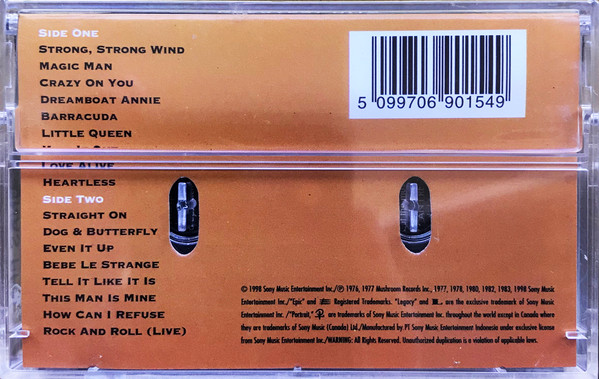 SIDE ONE
STRONG, STRONG WIND
MAGIC MAN
CRAZY ON YOU
DREAMBOAT ANNIE
BARRACUDA
LITTLE QUEEN
LOVE ALIVE
HEARTLESS
SIDE TWO
STRAIGHT ON
DOG & BUTTERFLY
EVEN IT UP
BEBE LE STRANGE
TELL IT LIKE IT IS
THIS MAN IS MINE
HOW CAN I REFUSE
ROCK AND ROLL (LIVE)
5 099706 901549
© 1998 Sony Music Entertainment Inc./℗ 1976, 1977 Mushroom Records Inc., 1977, 1978, 1980, 1982, 1983, 1998 Sony Music
Entertainment Inc./"Epic" and Registered Trademarks. "Legacy" and are the exclusive trademark of Sony Music
Entertainment Inc./"Portrait," are trademarks of Sony Music Entertainment Inc. throughout the world except in Canada where
they are trademarks of Sony Music (Canada) Ltd./Manufactured by PT Sony Music Entertainment Indonesia under exclusive license
from Sony Music Entertainment Inc./WARNING: All Rights Reserved. Unauthorized duplication is a violation of applicable laws.